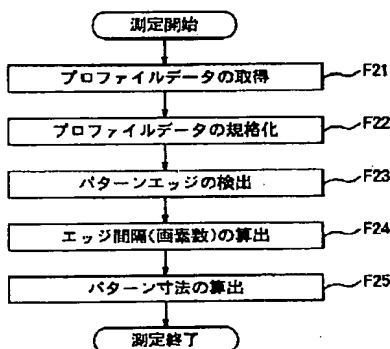 測定開始
プロファイルデータの取得 F21
プロファイルデータの規格化 F22
パターンエッジの検出 F23
エッジ間隔(画素数)の算出 F24
パターン寸法の算出 F25
測定終了